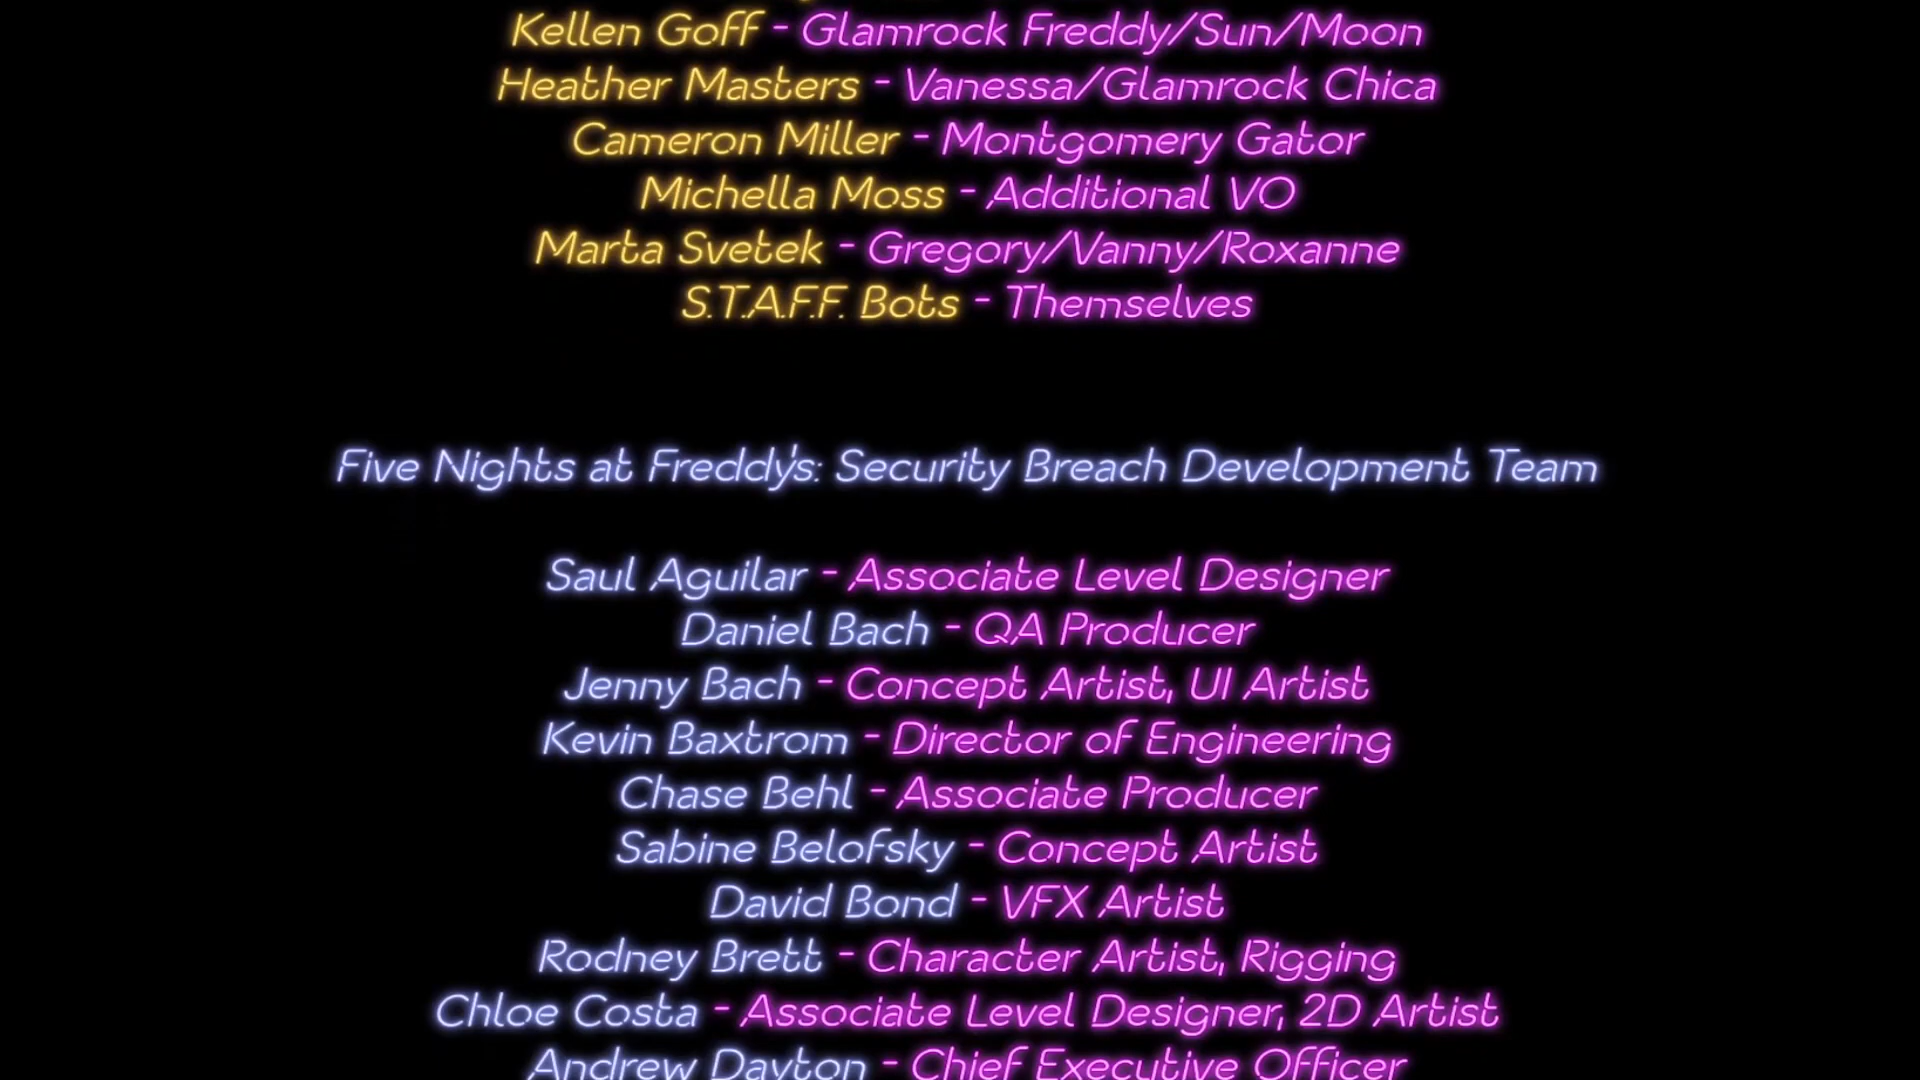 Kellen Goff - Glamrock Freddy/Sun/Moon
Heather Masters - Vanessa/Glamrock Chica
Cameron Miller - Montgomery Gator
Michella Moss - Additional VO
Marta Svetek - Gregory/Vanny/Roxanne
S.T.A.F.F. Bots - Themselves
Five Nights at Freddy's: Security Breach Development Team
Saul Aguilar - Associate Level Designer
Daniel Bach - QA Producer
Jenny Bach - Concept Artist, UI Artist
Kevin Baxtrom - Director of Engineering
Chase Behl - Associate Producer
Sabine Belofsky - Concept Artist
David Bond - VFX Artist
Rodney Brett - Character Artist, Rigging
Chloe Costa - Associate Level Designer, 2D Artist
Andrew Dayton - Chief Executive Officer